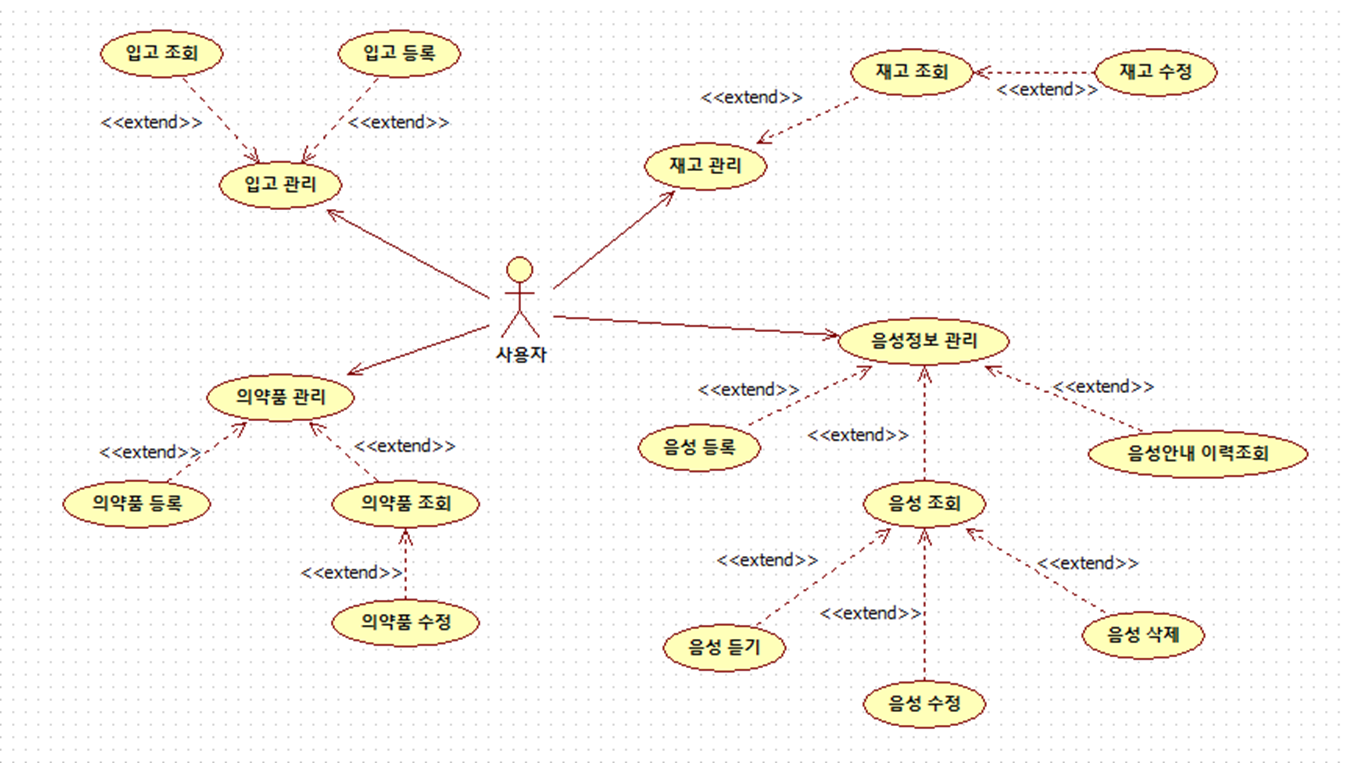 입고 조회
입고 등록
재고 조회
재고 수정
<<extend>>
<<extend>>
<<extend>>
<<extend>>
입고 관리
재고 관리
사용자
음성정보 관리
의약품 관리
<<extend>>
<<extend>>
<<extend>>
<<extend>>
<<extend>>
음성 등록
음성안내 이력조회
의약품 등록
의약품 조회
음성 조회
<<extend>>
<<extend>>
<<extend>>
<<extend>>
의약품 수정
음성 듣기
음성 삭제
음성 수정